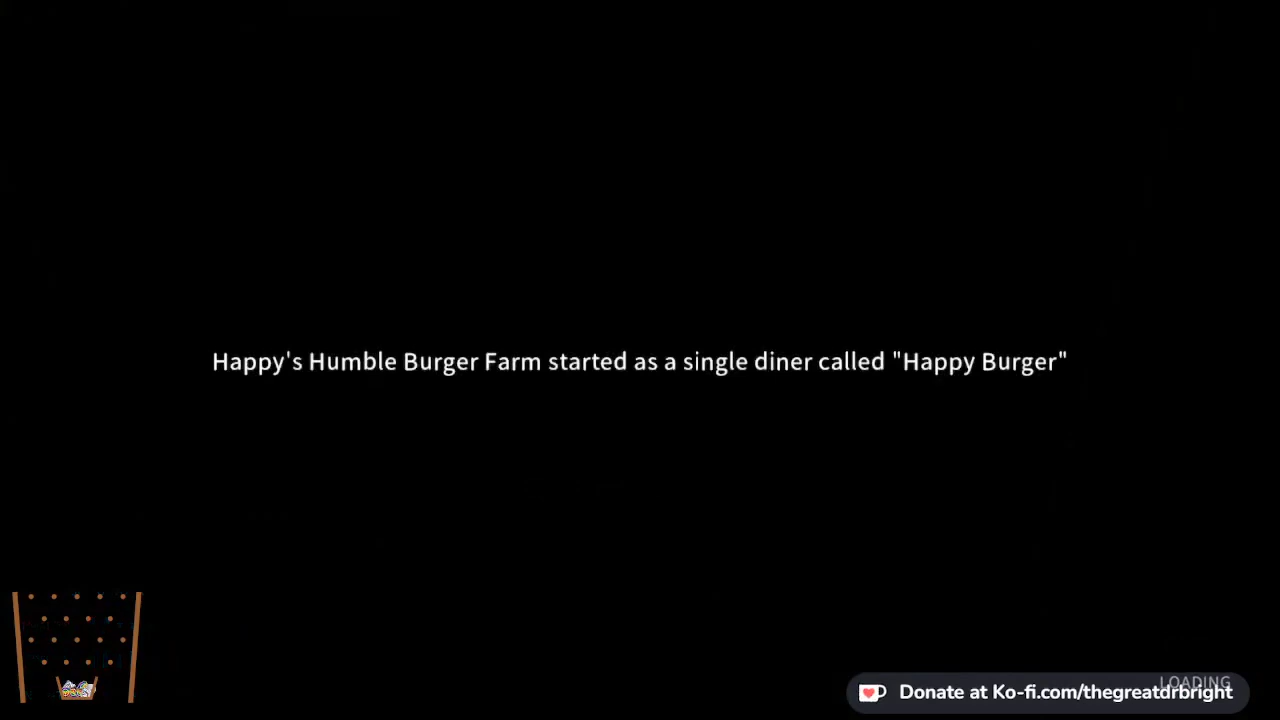 Happy's Humble Burger Farm started as a single diner called "Happy Burger"
LOADING
Donate at Ko-fi.com/thegreatdrbright